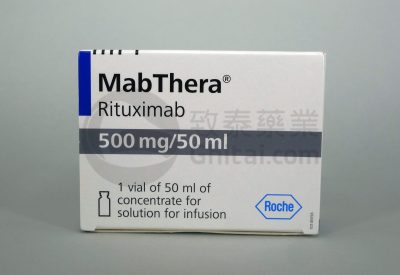 MabThera®
Rituximab
致泰藥業
500 mg/50 ml
Chitai.com
1 vial of 50 ml of
concentrate for
solution for infusion
Roche